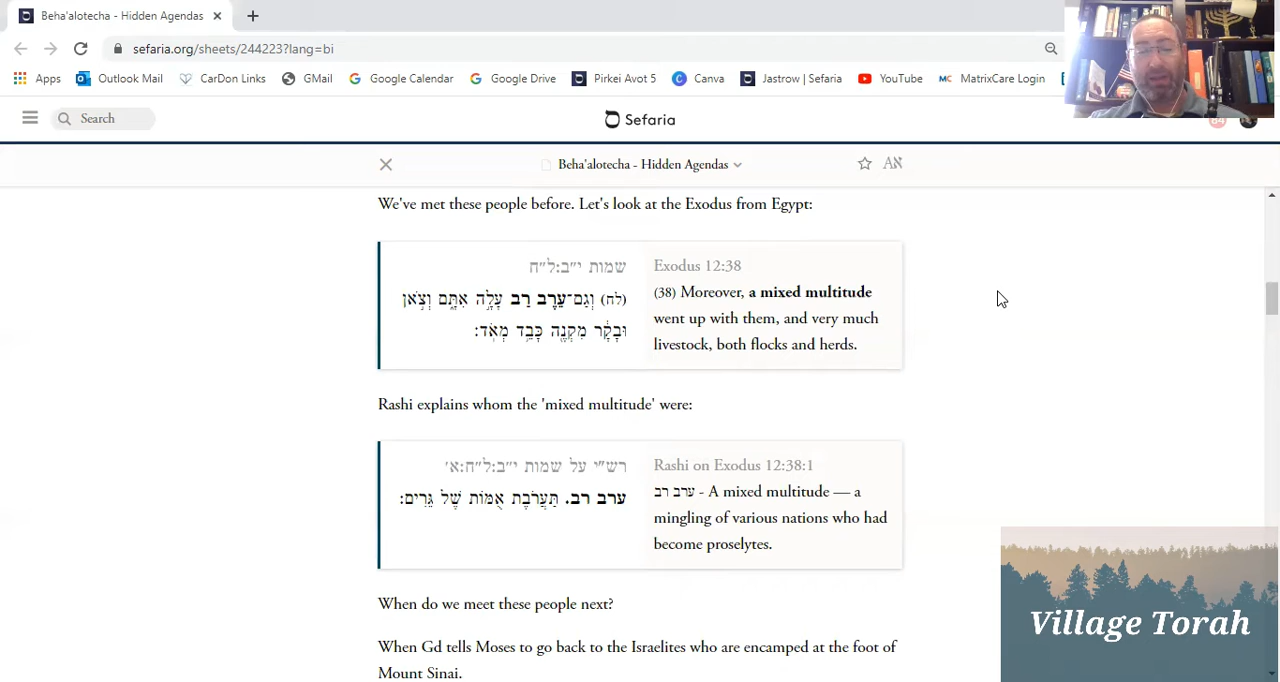 Beha'alotecha - Hidden Agendas
sefaria.org/sheets/244223?lang=bi
Apps Outlook Mail CarDon Links GMail Google Calendar Google Drive Pirkei Avot 5 Canva Jastrow | Sefaria YouTube MatrixCare Login
Search
Sefaria
Beha'alotecha - Hidden Agendas
We've met these people before. Let's look at the Exodus from Egypt:
שמות י״ב:ל״ח
(לח) וְגַם־עֵ֥רֶב רַ֖ב עָלָ֣ה אִתָּ֑ם וְצֹ֣אן
וּבָקָ֔ר מִקְנֶ֖ה כָּבֵ֥ד מְאֹֽד׃
Exodus 12:38
(38) Moreover, a mixed multitude
went up with them, and very much
livestock, both flocks and herds.
Rashi explains whom the 'mixed multitude' were:
רש״י על שמות י״ב:ל״ח:א׳
ערב רב. תַּעֲרֹבֶת אֻמּוֹת שֶׁל גֵּרִים:
Rashi on Exodus 12:38:1
ערב רב - A mixed multitude — a
mingling of various nations who had
become proselytes.
When do we meet these people next?
When Gd tells Moses to go back to the Israelites who are encamped at the foot of
Mount Sinai.
Village Torah